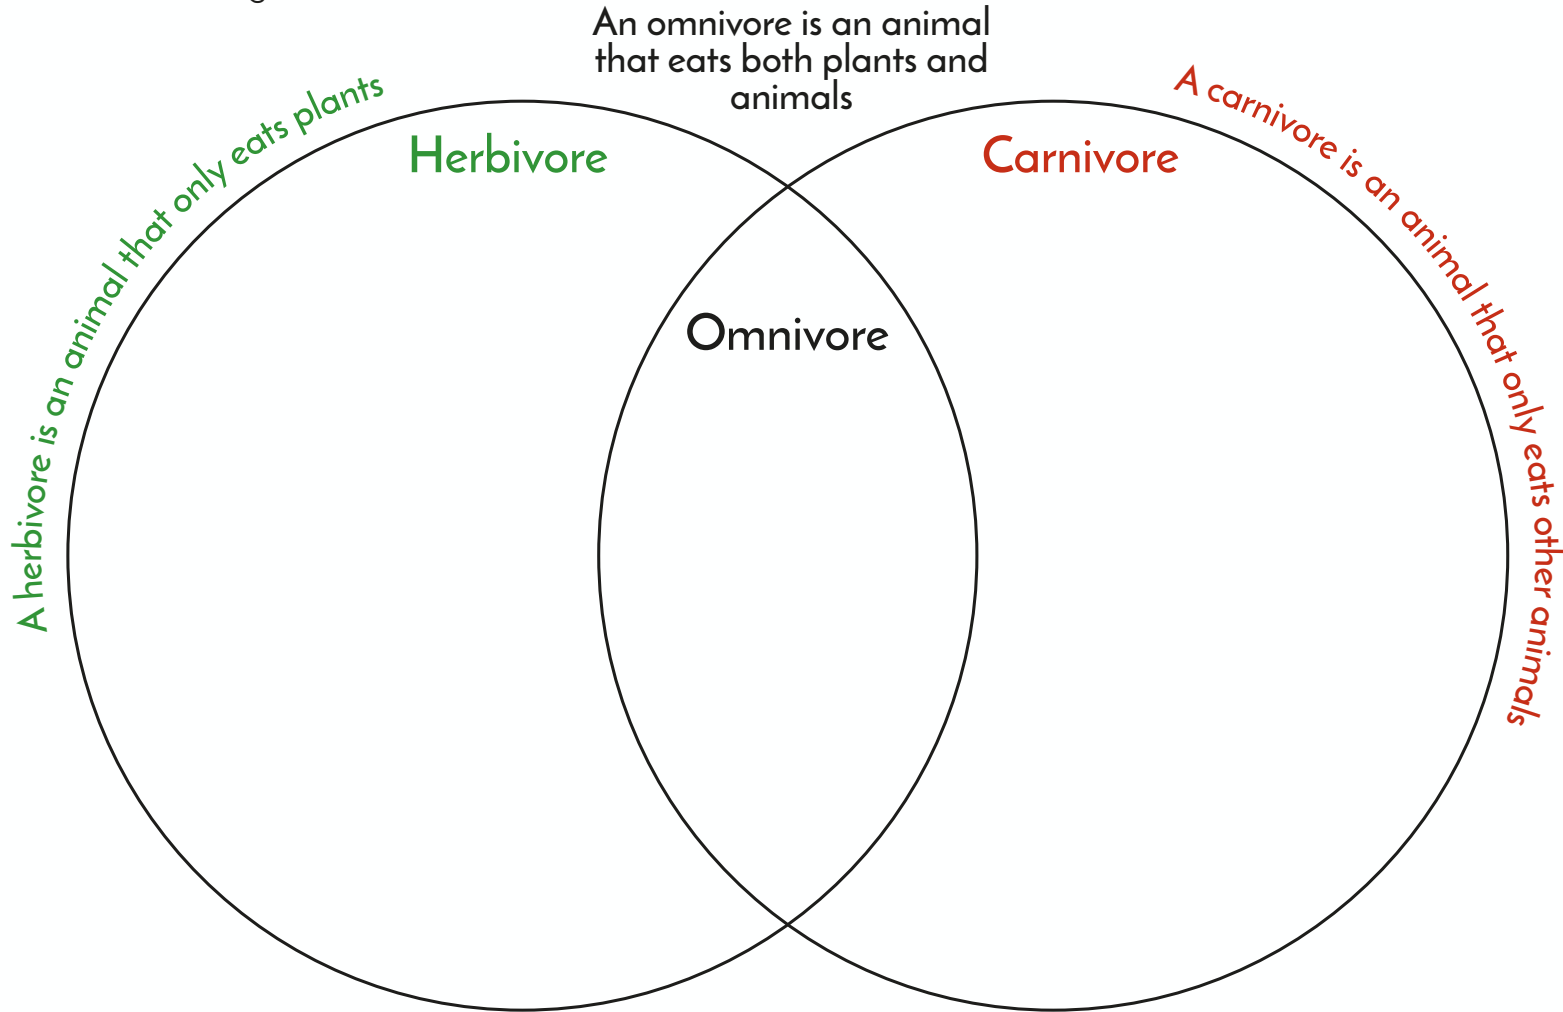 An omnivore is an animal
that eats both plants and
animals
A herbivore is an animal that only eats plants
Herbivore
Carnivore
A carnivore is an animal that only eats other animals
Omnivore